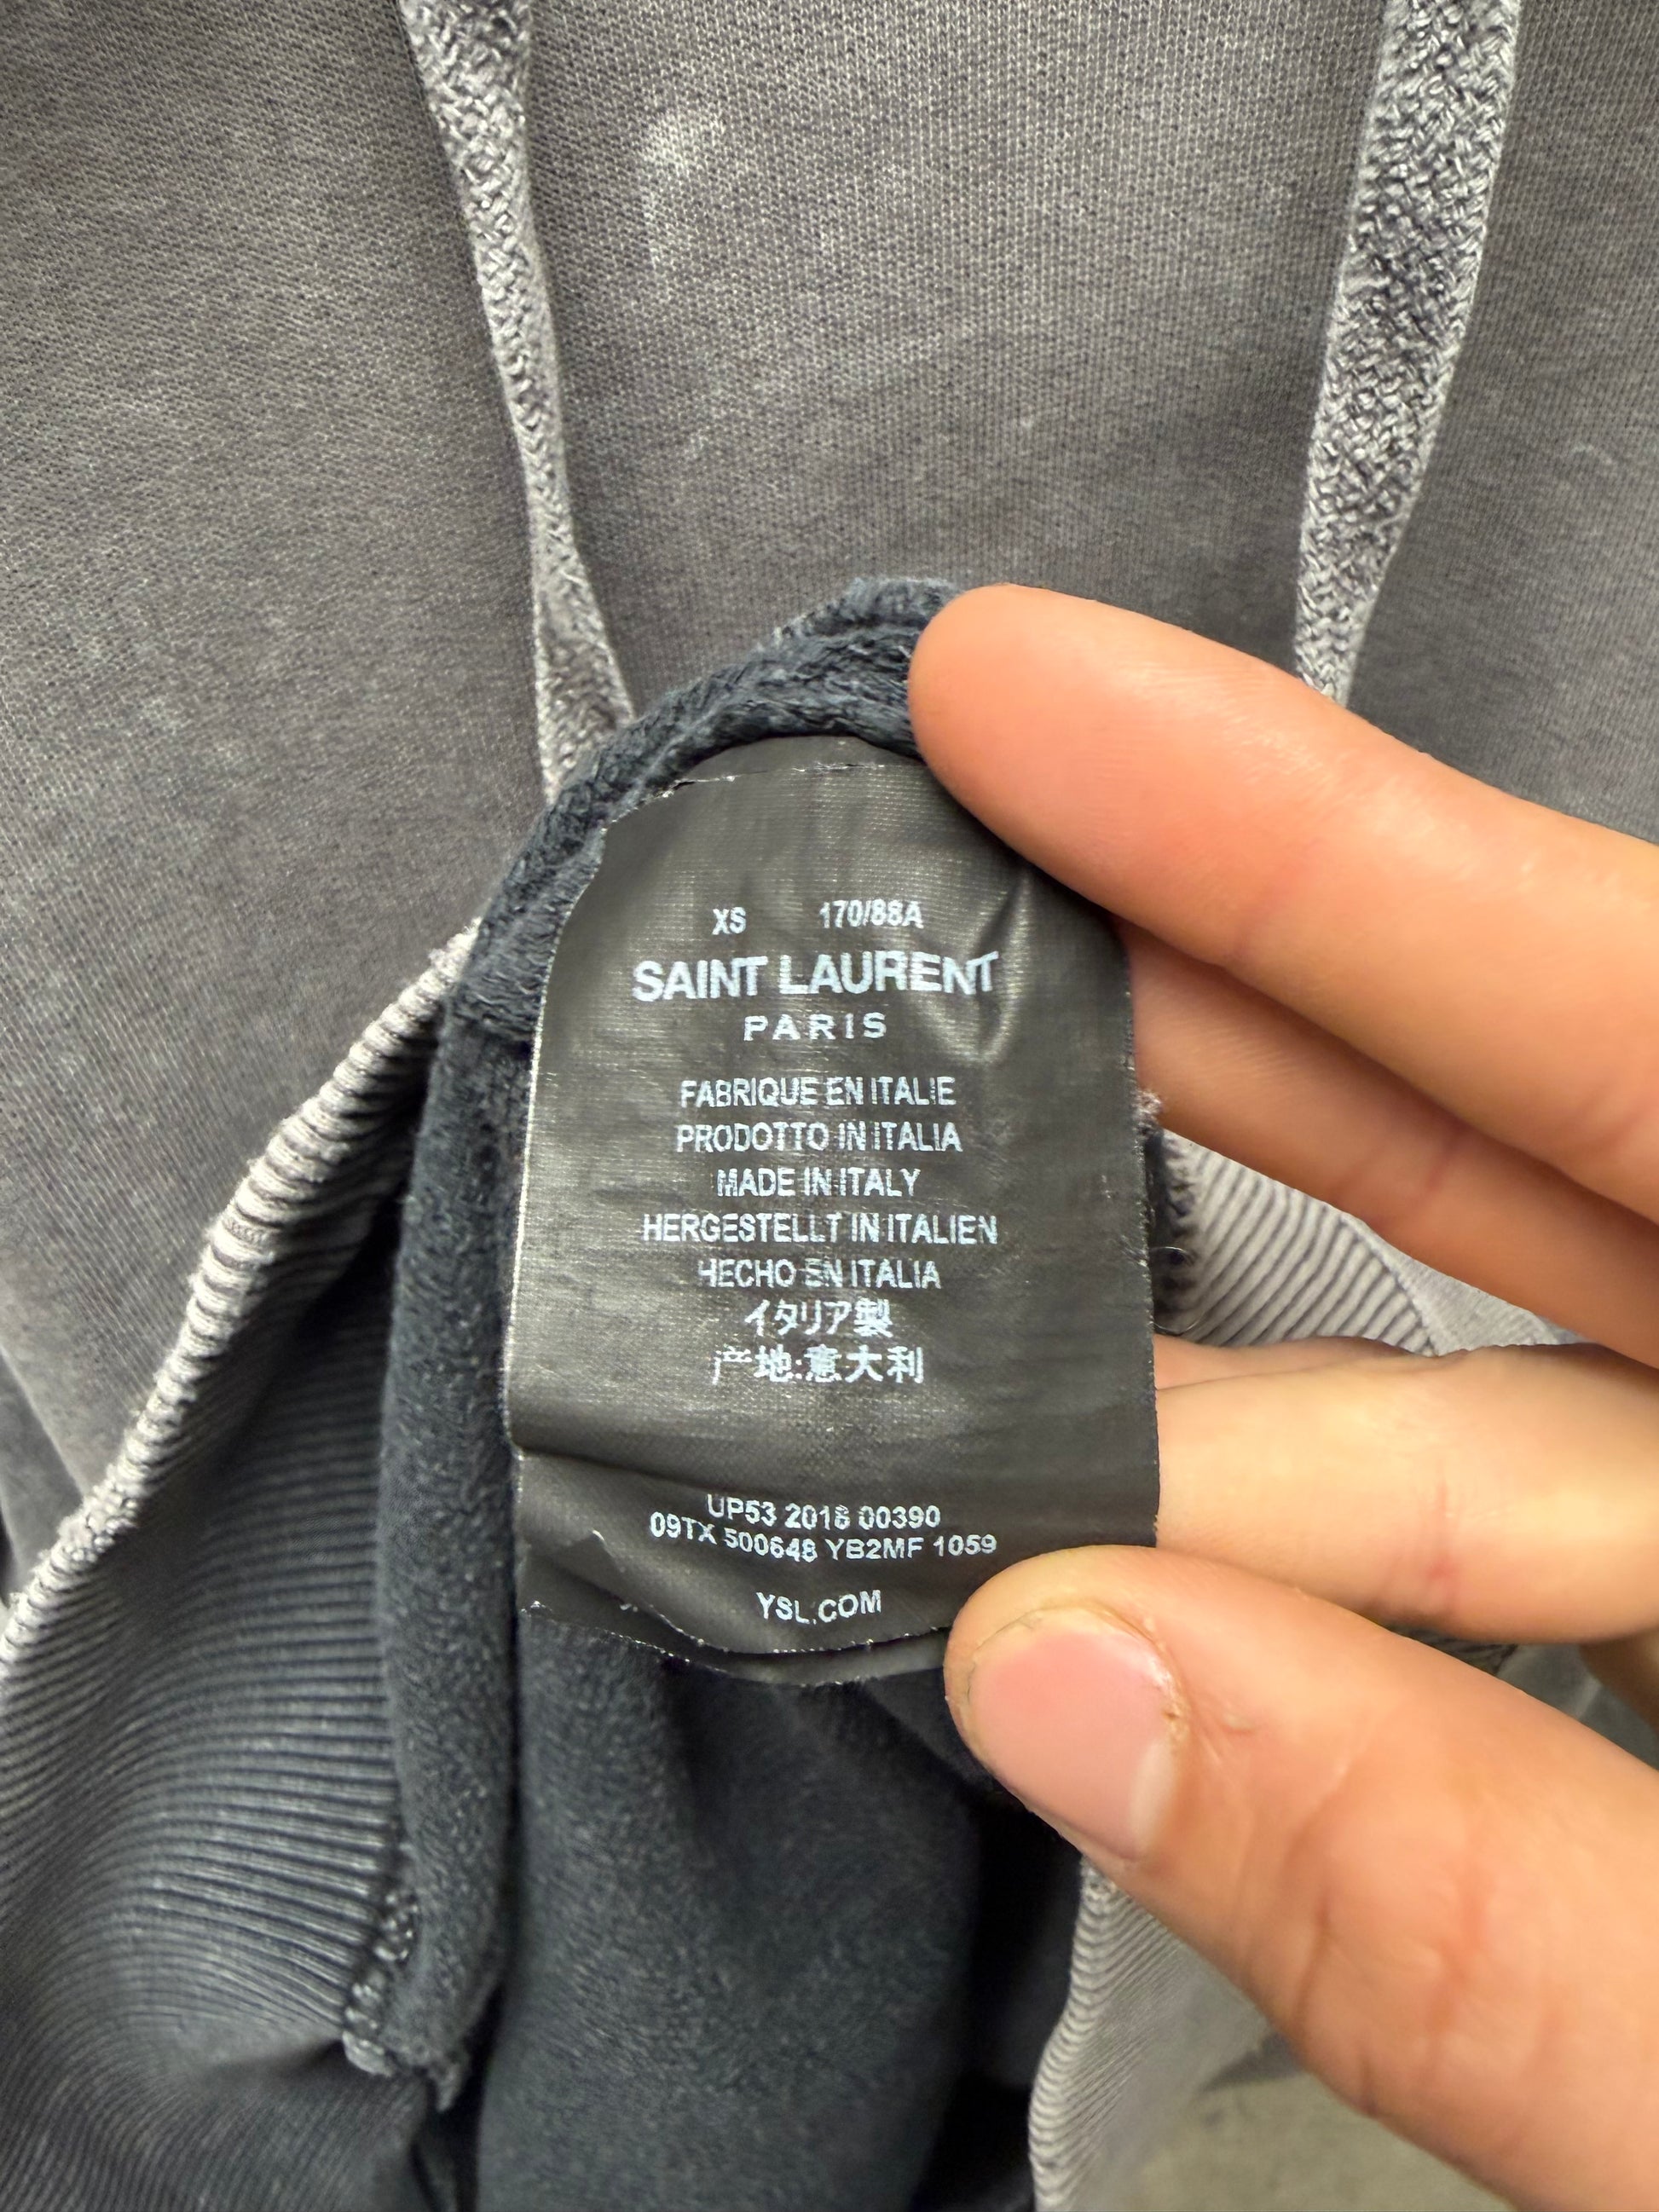 XS 170/88A
SAINT LAURENT
PARIS
FABRIQUE EN ITALIE
PRODOTTO IN ITALIA
MADE IN ITALY
HERGESTELLT IN ITALIEN
HECHO EN ITALIA
イタリア製
产地:意大利
UP53 2018 00390
09TX 500648 YB2MF 1059
YSL.COM